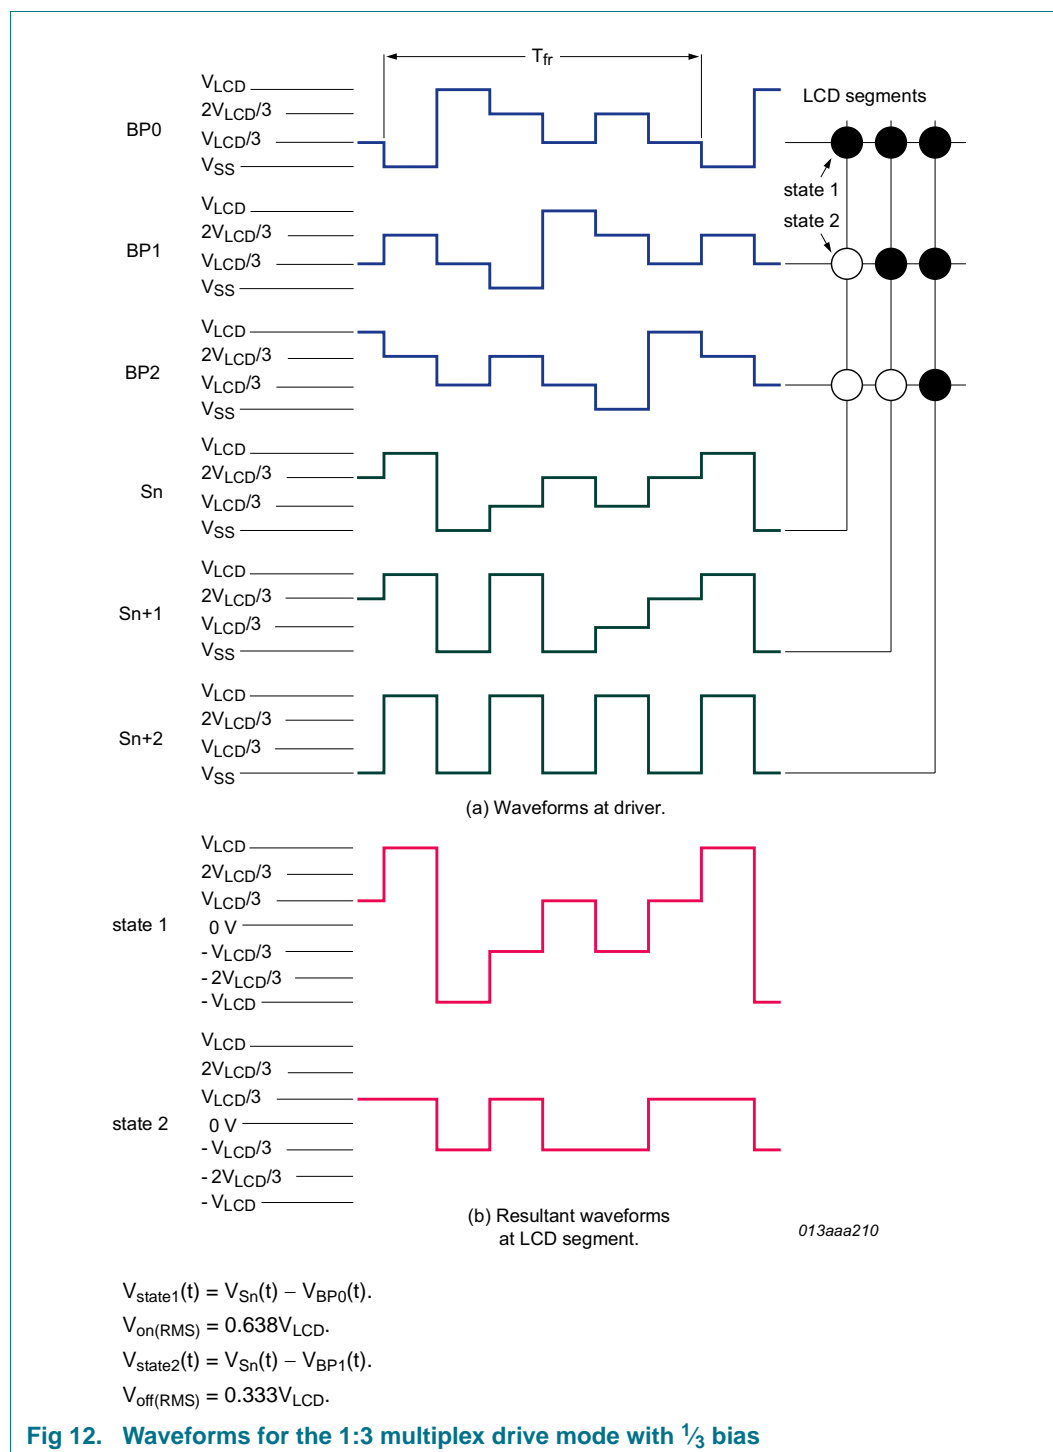 Tfr
VLCD
2VLCD/3
BP0
VLCD/3
VSS
LCD segments
state 1
VLCD
2VLCD/3
BP1
VLCD/3
VSS
state 2
VLCD
2VLCD/3
BP2
VLCD/3
VSS
VLCD
2VLCD/3
Sn
VLCD/3
VSS
VLCD
2VLCD/3
Sn+1
VLCD/3
VSS
VLCD
2VLCD/3
Sn+2
VLCD/3
VSS
(a) Waveforms at driver.
VLCD
2VLCD/3
VLCD/3
state 1
0 V
- VLCD/3
- 2VLCD/3
- VLCD
VLCD
2VLCD/3
VLCD/3
state 2
0 V
- VLCD/3
- 2VLCD/3
- VLCD
(b) Resultant waveforms
at LCD segment.
013aaa210
Vstate1(t) = VSn(t) − VBP0(t).
Von(RMS) = 0.638VLCD.
Vstate2(t) = VSn(t) − VBP1(t).
Voff(RMS) = 0.333VLCD.
Fig 12. Waveforms for the 1:3 multiplex drive mode with 1⁄3 bias